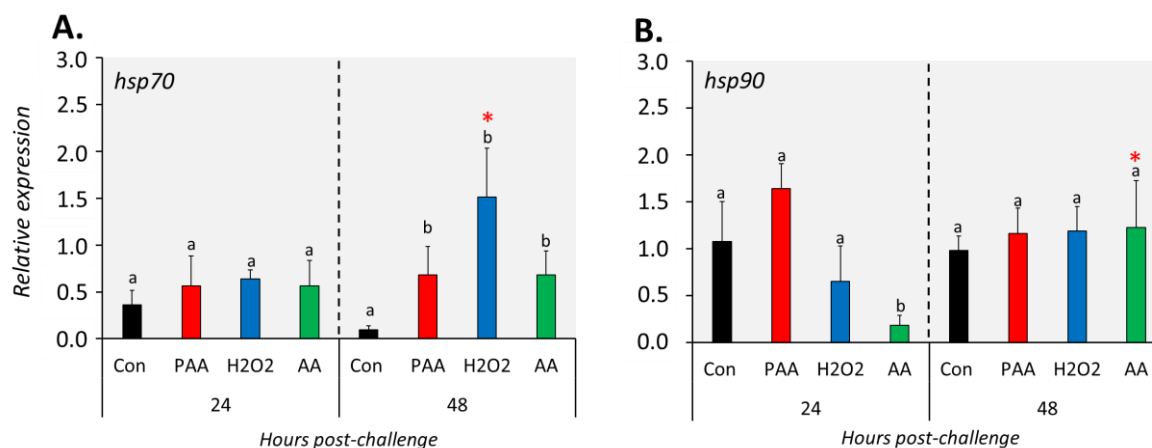 A.
hsp70
Relative expression
3.0
2.5
2.0
1.5
1.0
0.5
0.0
a
a
a
a
a
b
*
b
b
Con PAA H2O2 AA Con PAA H2O2 AA
24 48
Hours post-challenge
B.
hsp90
3.0
2.5
2.0
1.5
1.0
0.5
0.0
a
a
a
b
a
a
a
*
a
Con PAA H2O2 AA Con PAA H2O2 AA
24 48
Hours post-challenge